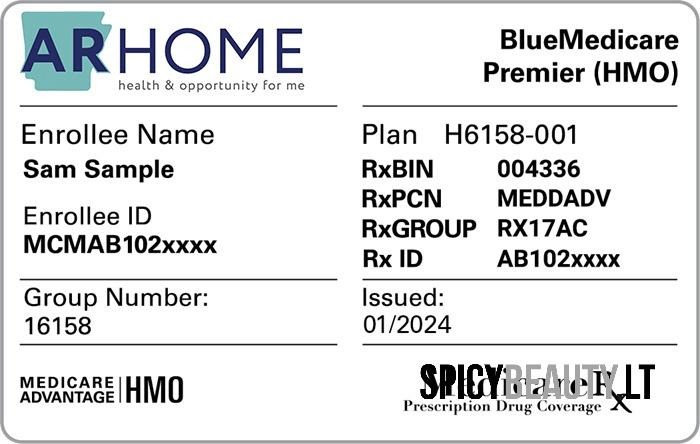 ARHOME
health & opportunity for me
BlueMedicare
Premier (HMO)
Enrollee Name
Sam Sample
Enrollee ID
MCMAB102xxxx
Plan H6158-001
RxBIN 004336
RxPCN MEDDADV
RxGROUP RX17AC
Rx ID AB102xxxx
Group Number:
16158
Issued:
01/2024
MEDICARE
ADVANTAGE
HMO
SPICYBEAUTY.LT
MedicareRx
Prescription Drug Coverage